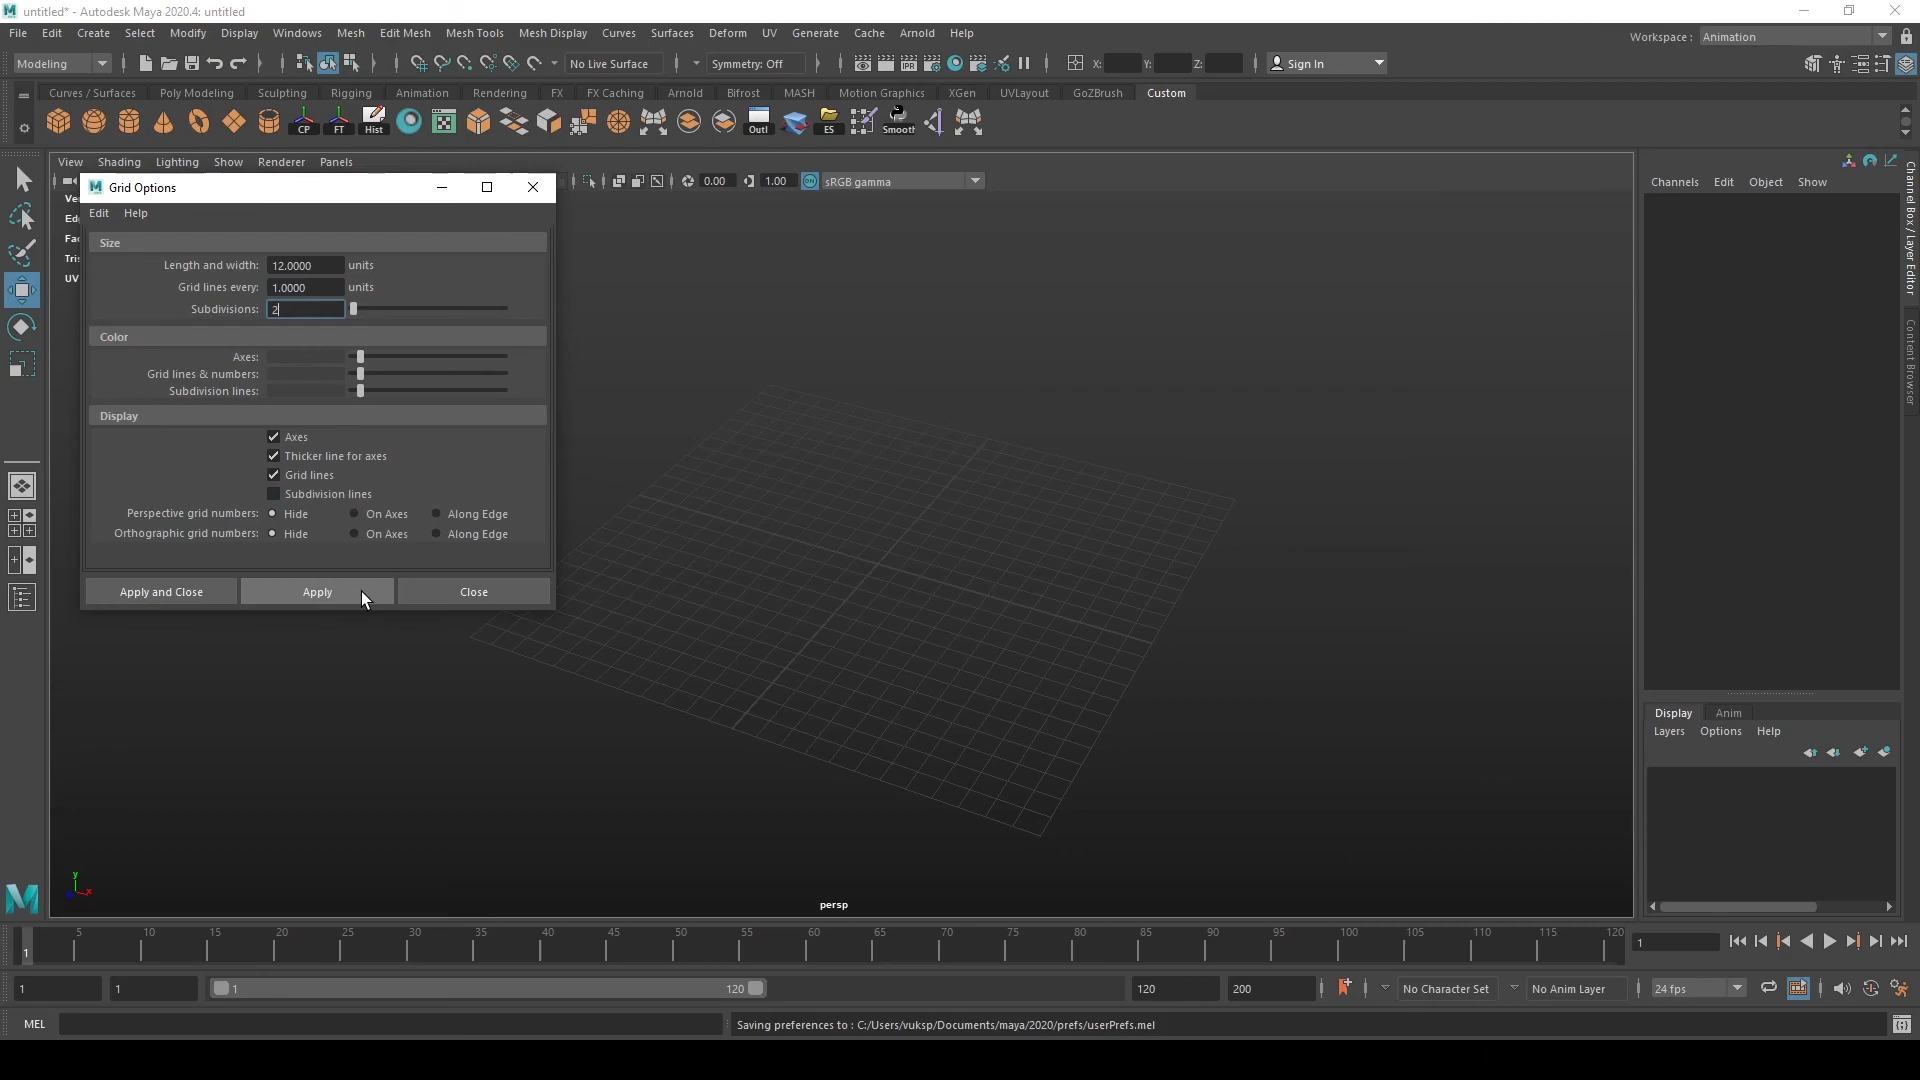 untitled* - Autodesk Maya 2020.4: untitled
File Edit Create Select Modify Display Windows Mesh Edit Mesh Mesh Tools Mesh Display Curves Surfaces Deform UV Generate Cache Arnold Help
Workspace : Animation
Modeling No Live Surface Symmetry: Off X: Y: Z: Sign In
Curves / Surfaces Poly Modeling Sculpting Rigging Animation Rendering FX FX Caching Arnold Bifrost MASH Motion Graphics XGen UVLayout GoZBrush Custom
CP FT Hist Outl ES Smooth
View Shading Lighting Show Renderer Panels
0.00 1.00 ON sRGB gamma
Channels Edit Object Show
Channel Box / Layer Editor
Content Browser
Grid Options
Edit Help
Size
Length and width: 12.0000 units
Grid lines every: 1.0000 units
Subdivisions: 2
Color
Axes:
Grid lines & numbers:
Subdivision lines:
Display
Axes
Thicker line for axes
Grid lines
Subdivision lines
Perspective grid numbers: Hide On Axes Along Edge
Orthographic grid numbers: Hide On Axes Along Edge
Apply and Close Apply Close
UV
Display Anim
Layers Options Help
y
x
persp
1 5 10 15 20 25 30 35 40 45 50 55 60 65 70 75 80 85 90 95 100 105 110 115 120 1
1 1 1 120 120 200 No Character Set No Anim Layer 24 fps
MEL Saving preferences to : C:/Users/vuksp/Documents/maya/2020/prefs/userPrefs.mel